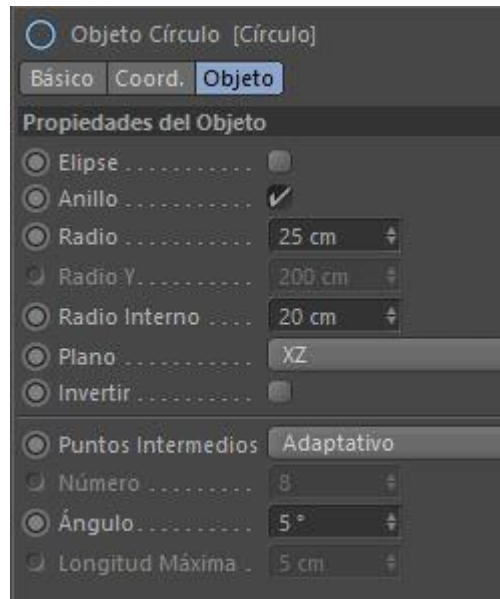 Objeto Círculo [Círculo]
Básico Coord. Objeto
Propiedades del Objeto
Elipse . . . . . . . . . . .
Anillo . . . . . . . . . . .
Radio . . . . . . . . . . . 25 cm
Radio Y. . . . . . . . . . 200 cm
Radio Interno . . . . 20 cm
Plano . . . . . . . . . . . XZ
Invertir . . . . . . . . . .
Puntos Intermedios Adaptativo
Número . . . . . . . . . 8
Ángulo. . . . . . . . . . 5 °
Longitud Máxima . 5 cm